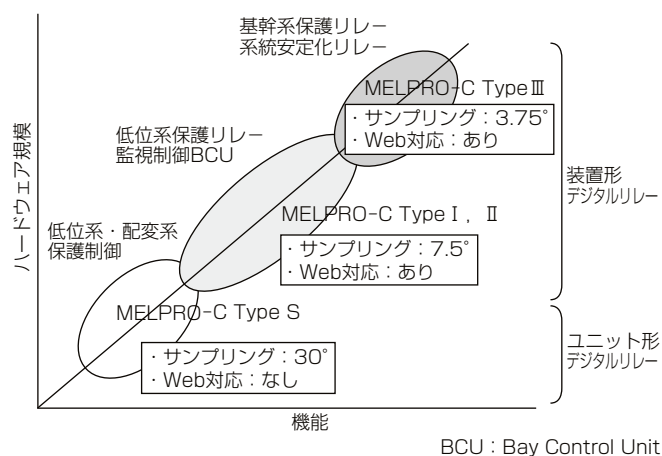 基幹系保護リレー
系統安定化リレー
MELPRO-C TypeⅢ
・サンプリング：3.75°
・Web対応：あり
低位系保護リレー
監視制御BCU
装置形
デジタルリレー
MELPRO-C TypeⅠ，Ⅱ
・サンプリング：7.5°
・Web対応：あり
低位系・配変系
保護制御
MELPRO-C Type S
・サンプリング：30°
・Web対応：なし
ユニット形
デジタルリレー
ハードウェア規模
機能
BCU：Bay Control Unit